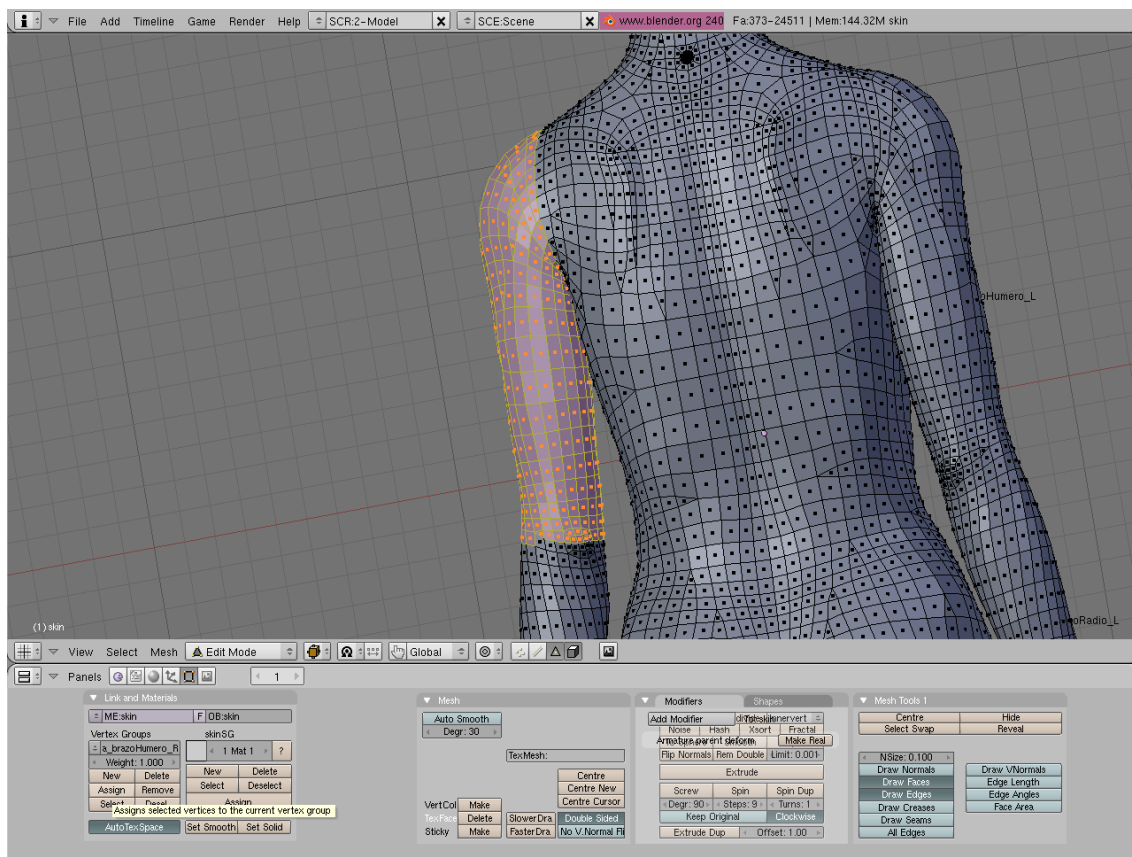 File Add Timeline Game Render Help SCR:2-Model SCE:Scene www.blender.org 240 Fa:373-24511 | Mem:144.32M skin
oHumero_L
oRadio_L
(1) skin
View Select Mesh Edit Mode Global
Panels 1
Link and Materials
ME:skin F OB:skin
Vertex Groups skinSG
a_brazoHumero_R 1 Mat 1 ?
Weight: 1.000
New Delete New Delete
Assign Remove Select Deselect
Select Desel Assign
Assigns selected vertices to the current vertex group
AutoTexSpace Set Smooth Set Solid
Mesh
Auto Smooth
Degr: 30
TexMesh:
Centre
Centre New
Centre Cursor
VertCol Make
TexFace Delete SlowerDra Double Sided
Sticky Make FasterDra No V.Normal Fli
Modifiers Shapes
Add Modifier
Noise Hash Xsort Fractal
Armature parent deform Make Real
Flip Normals Rem Double Limit: 0.001
Extrude
Screw Spin Spin Dup
Degr: 90 Steps: 9 Turns: 1
Keep Original Clockwise
Extrude Dup Offset: 1.00
Mesh Tools 1
Centre Hide
Select Swap Reveal
NSize: 0.100
Draw Normals Draw VNormals
Draw Faces Edge Length
Draw Edges Edge Angles
Draw Creases Face Area
Draw Seams
All Edges